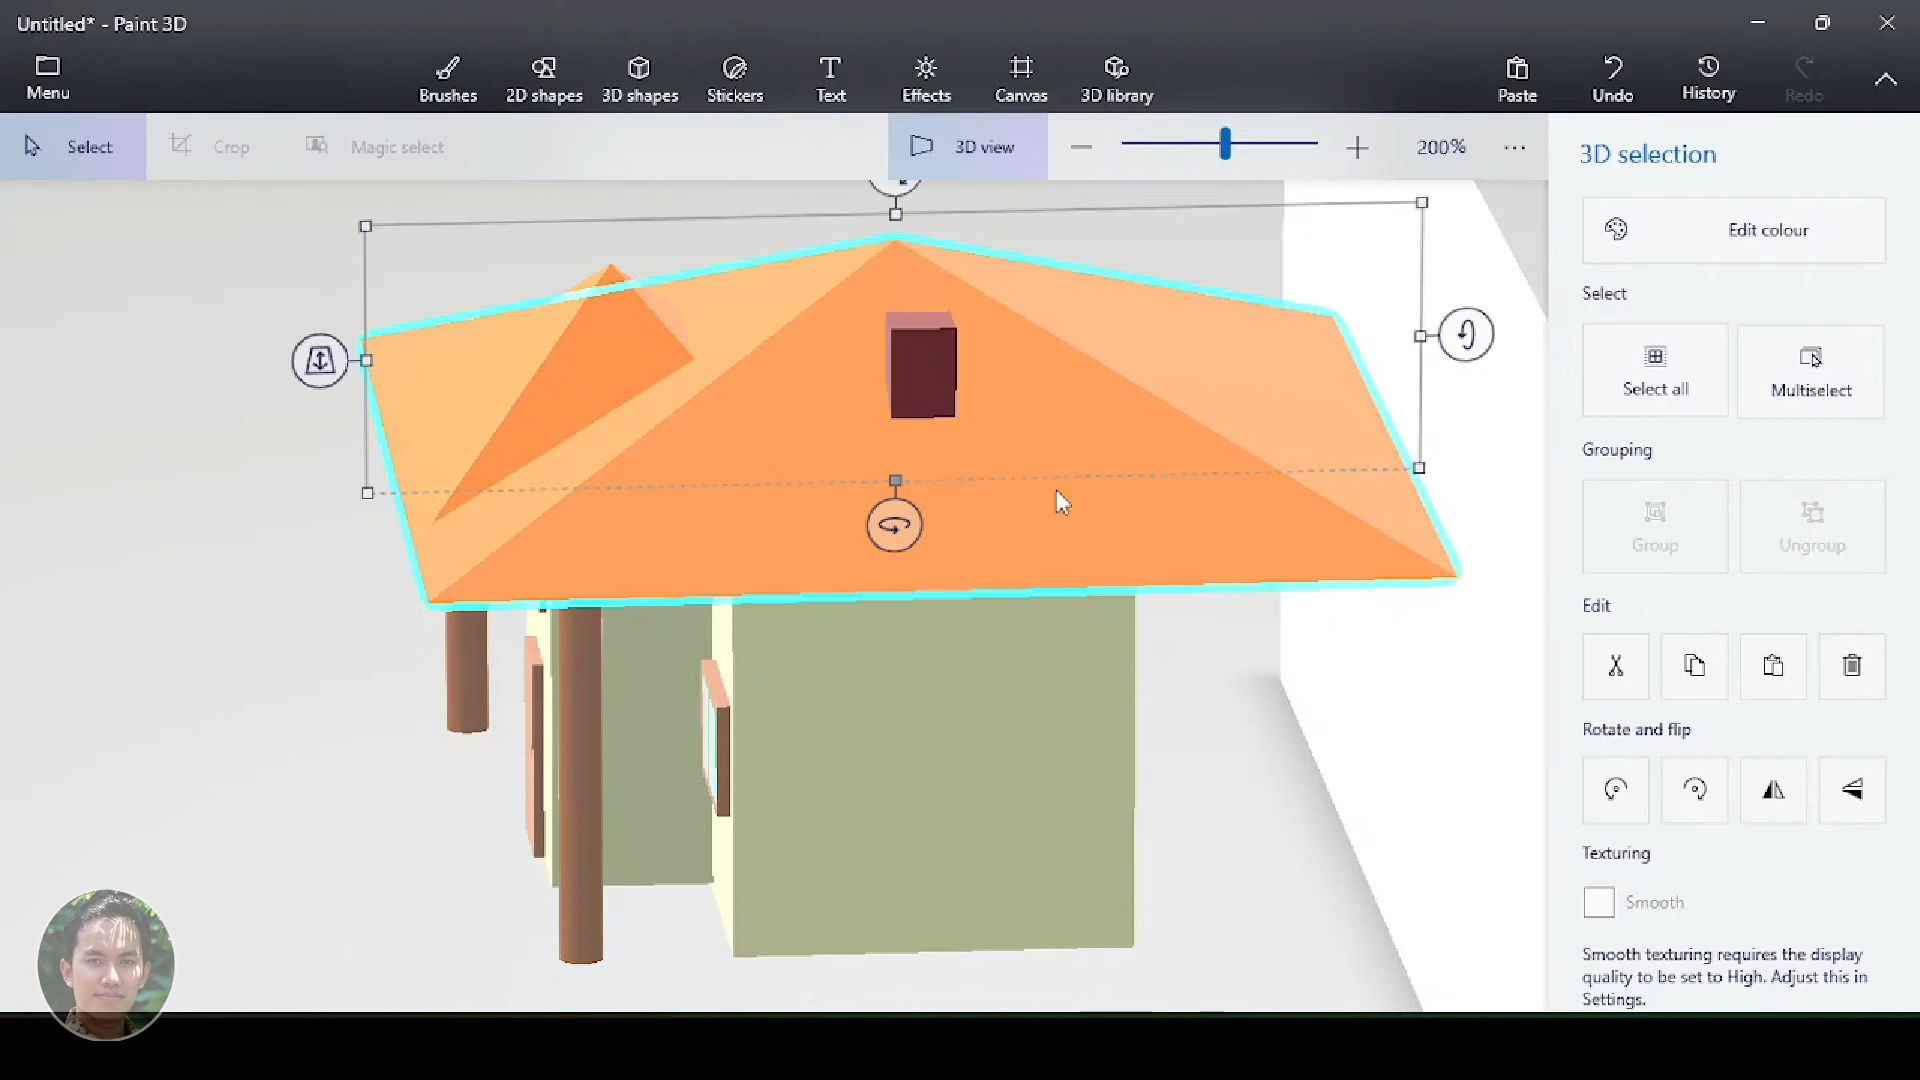 Untitled* - Paint 3D
Menu
Brushes
2D shapes
3D shapes
Stickers
Text
Effects
Canvas
3D library
Paste
Undo
History
Redo
Select
Crop
Magic select
3D view
200%
3D selection
Edit colour
Select
Select all
Multiselect
Grouping
Group
Ungroup
Edit
Rotate and flip
Texturing
Smooth
Smooth texturing requires the display
quality to be set to High. Adjust this in
Settings.